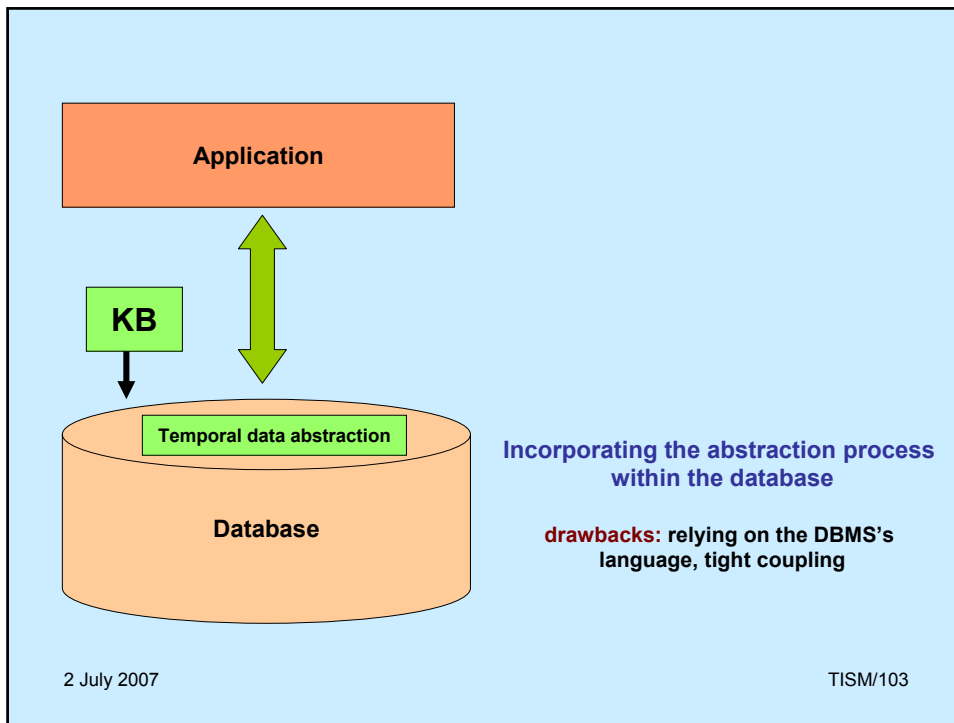 Application
KB
Temporal data abstraction
Database
Incorporating the abstraction process
within the database
drawbacks: relying on the DBMS's
language, tight coupling
2 July 2007
TISM/103